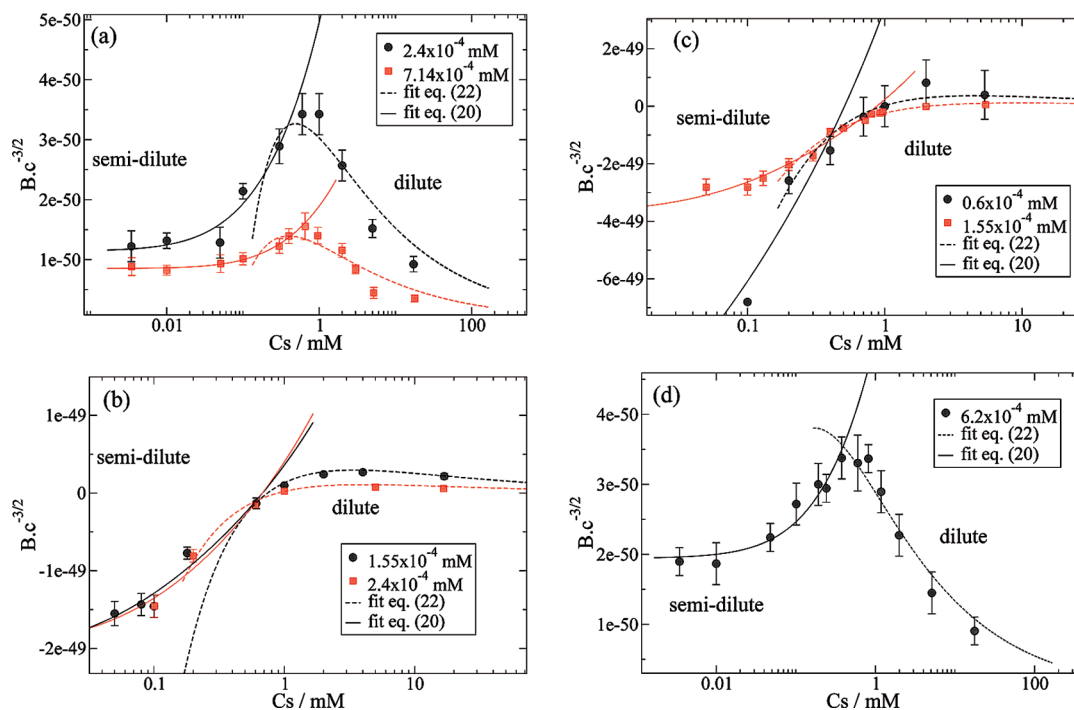 (a)
5e-50
3e-50
2e-50
1e-50
B.c^-3/2
semi-dilute
dilute
2.4x10^-4 mM
7.14x10^-4 mM
fit eq. (22)
fit eq. (20)
0.01
1
100
Cs / mM
(c)
2e-49
0
-2e-49
-4e-49
-6e-49
B.c^-3/2
semi-dilute
dilute
0.6x10^-4 mM
1.55x10^-4 mM
fit eq. (22)
fit eq. (20)
0.1
1
10
Cs / mM
(b)
1e-49
0
-1e-49
-2e-49
B.c^-3/2
semi-dilute
dilute
1.55x10^-4 mM
2.4x10^-4 mM
fit eq. (22)
fit eq. (20)
0.1
1
10
Cs / mM
(d)
4e-50
3e-50
2e-50
1e-50
B.c^-3/2
semi-dilute
dilute
6.2x10^-4 mM
fit eq. (22)
fit eq. (20)
0.01
1
100
Cs / mM